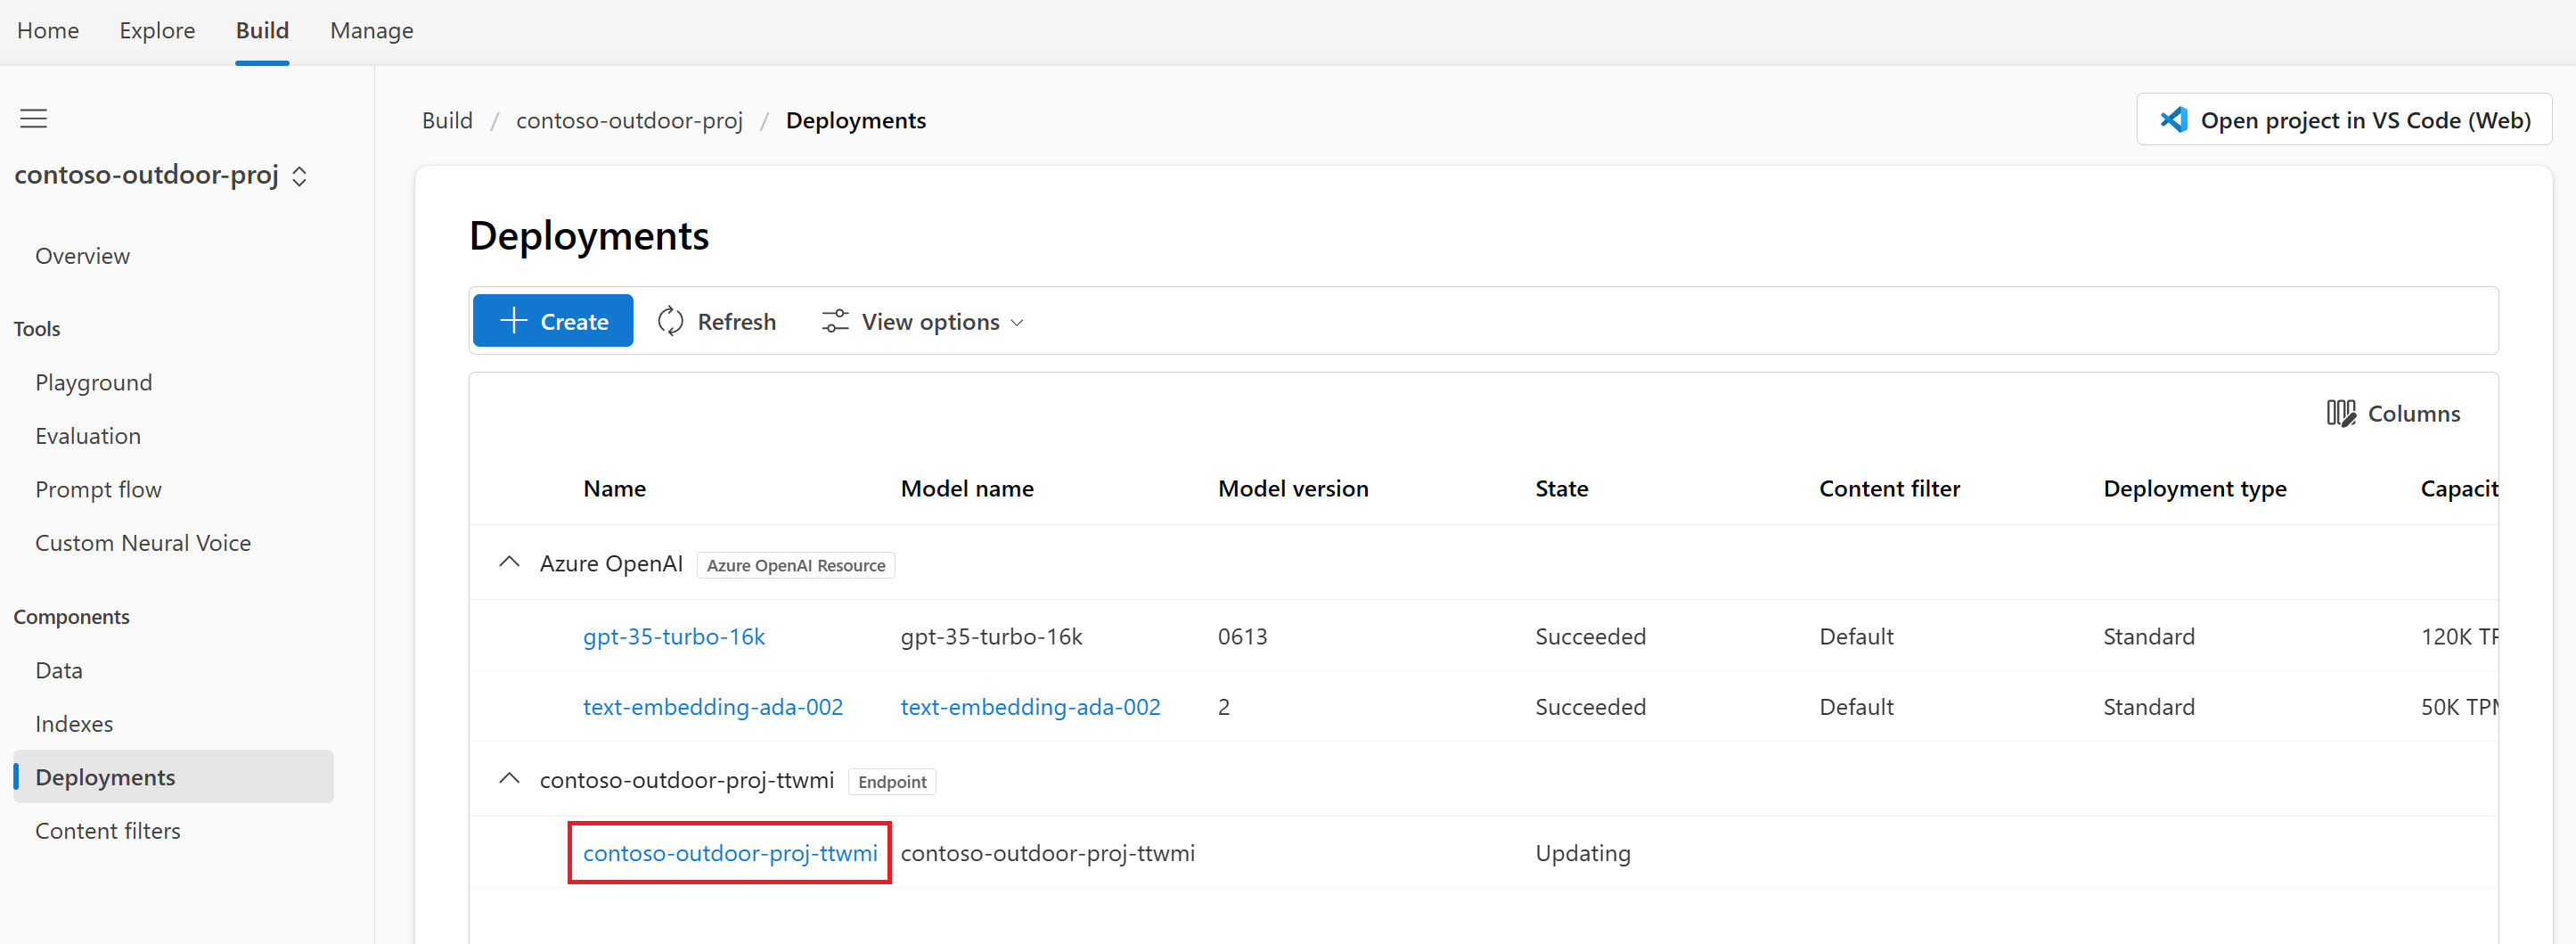 Home Explore Build Manage
Build / contoso-outdoor-proj / Deployments
Open project in VS Code (Web)
contoso-outdoor-proj
Overview
Tools
Playground
Evaluation
Prompt flow
Custom Neural Voice
Components
Data
Indexes
Deployments
Content filters
Deployments
Create Refresh View options
Columns
Name Model name Model version State Content filter Deployment type Capacit
Azure OpenAI Azure OpenAI Resource
gpt-35-turbo-16k gpt-35-turbo-16k 0613 Succeeded Default Standard 120K TP
text-embedding-ada-002 text-embedding-ada-002 2 Succeeded Default Standard 50K TPM
contoso-outdoor-proj-ttwmi Endpoint
contoso-outdoor-proj-ttwmi contoso-outdoor-proj-ttwmi Updating